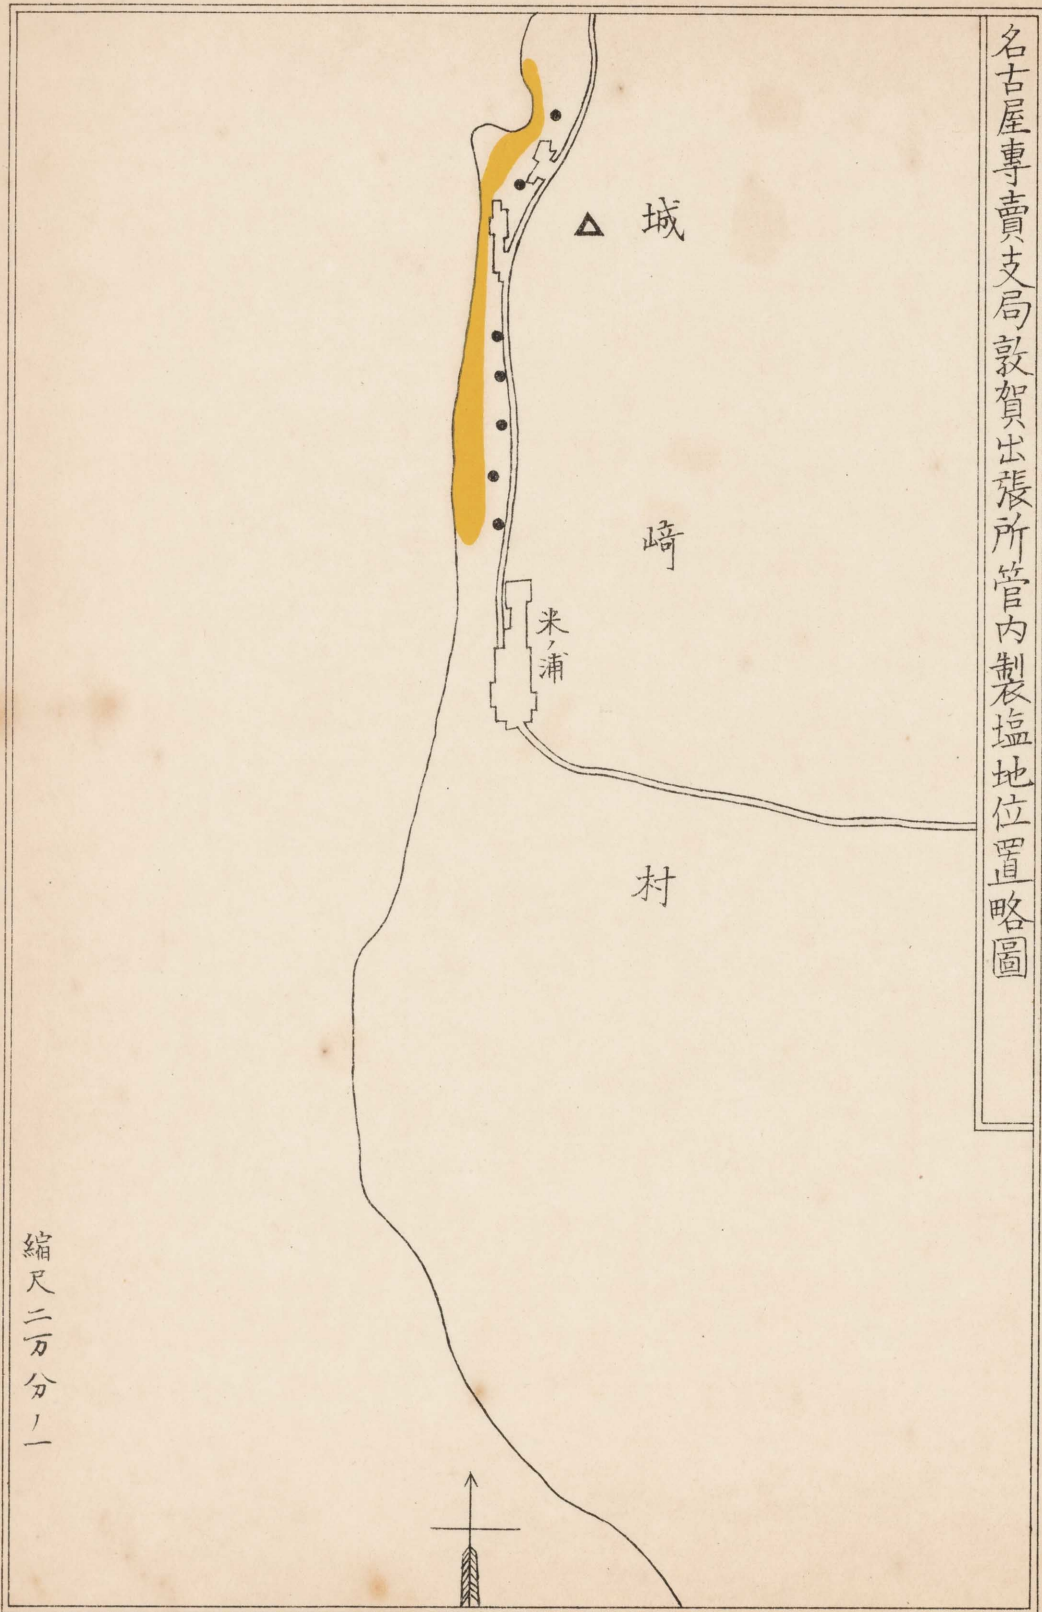 名古屋專賣支局敦賀出張所管内製塩地位置略圖
城崎村
米ノ浦
縮尺二万分ノ一